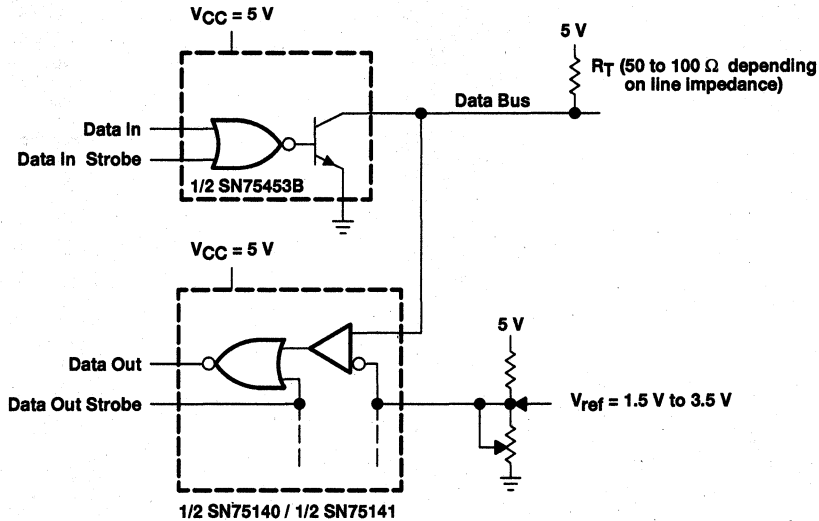 VCC = 5 V
5 V
RT (50 to 100 Ω depending
on line impedance)
Data Bus
Data In
Data In Strobe
1/2 SN75453B
VCC = 5 V
5 V
Data Out
Data Out Strobe
Vref = 1.5 V to 3.5 V
1/2 SN75140 / 1/2 SN75141